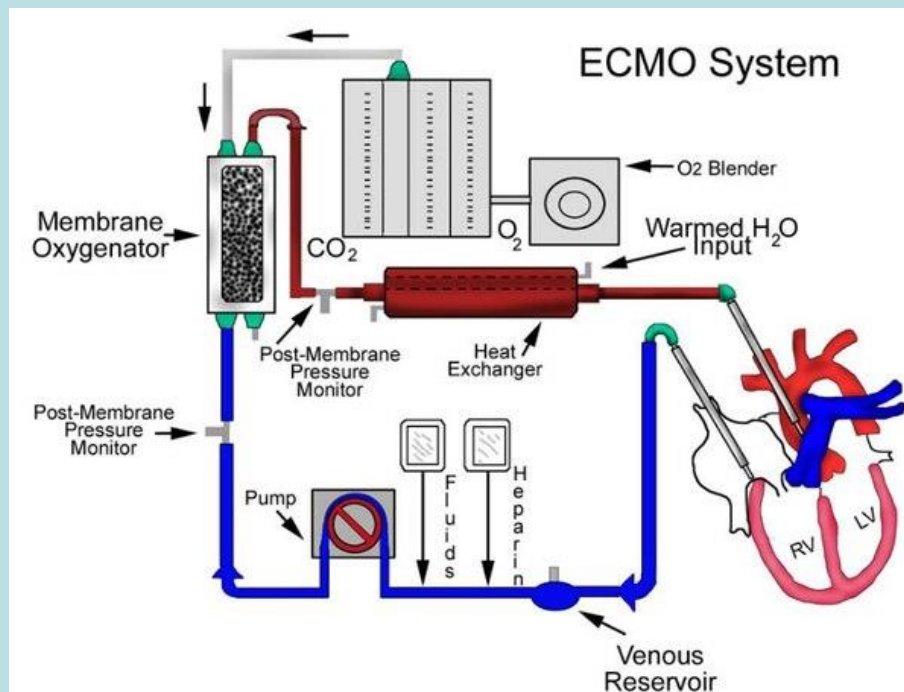 ECMO System
O2 Blender
Membrane
Oxygenator
CO2
O2
Warmed H2O
Input
Post-Membrane
Pressure
Monitor
Heat
Exchanger
Post-Membrane
Pressure
Monitor
Pump
Fluids
Heparin
RV
LV
Venous
Reservoir